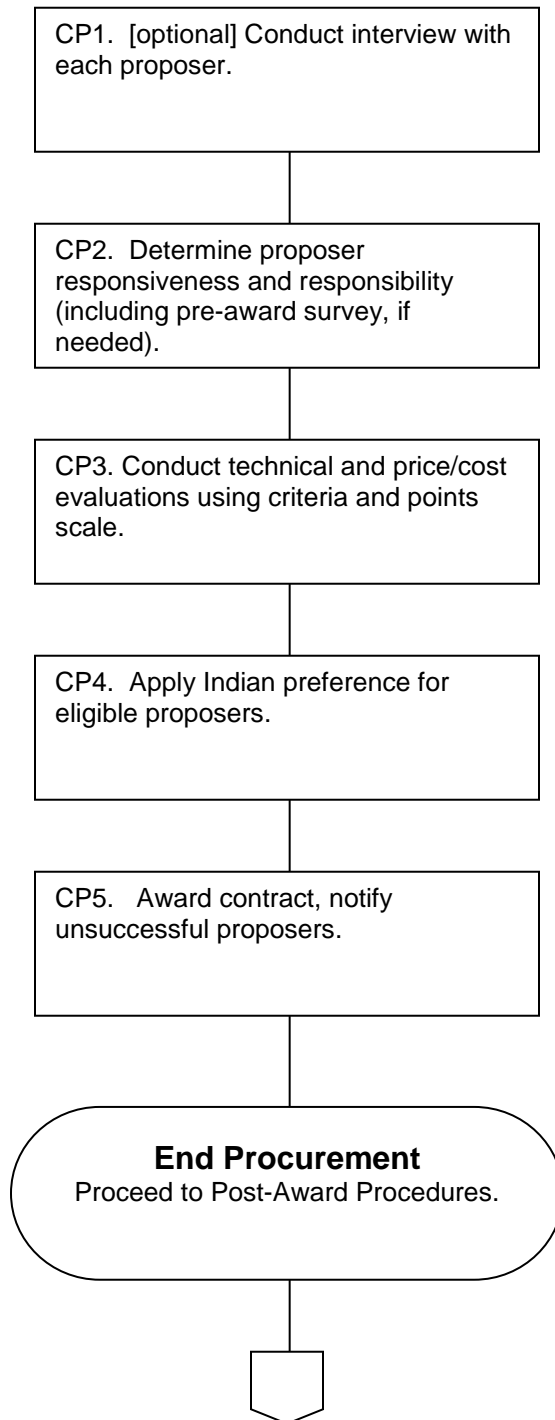 CP1.  [optional] Conduct interview with
each proposer.
CP2.  Determine proposer
responsiveness and responsibility
(including pre-award survey, if
needed).
CP3. Conduct technical and price/cost
evaluations using criteria and points
scale.
CP4.  Apply Indian preference for
eligible proposers.
CP5.   Award contract, notify
unsuccessful proposers.
End Procurement
Proceed to Post-Award Procedures.